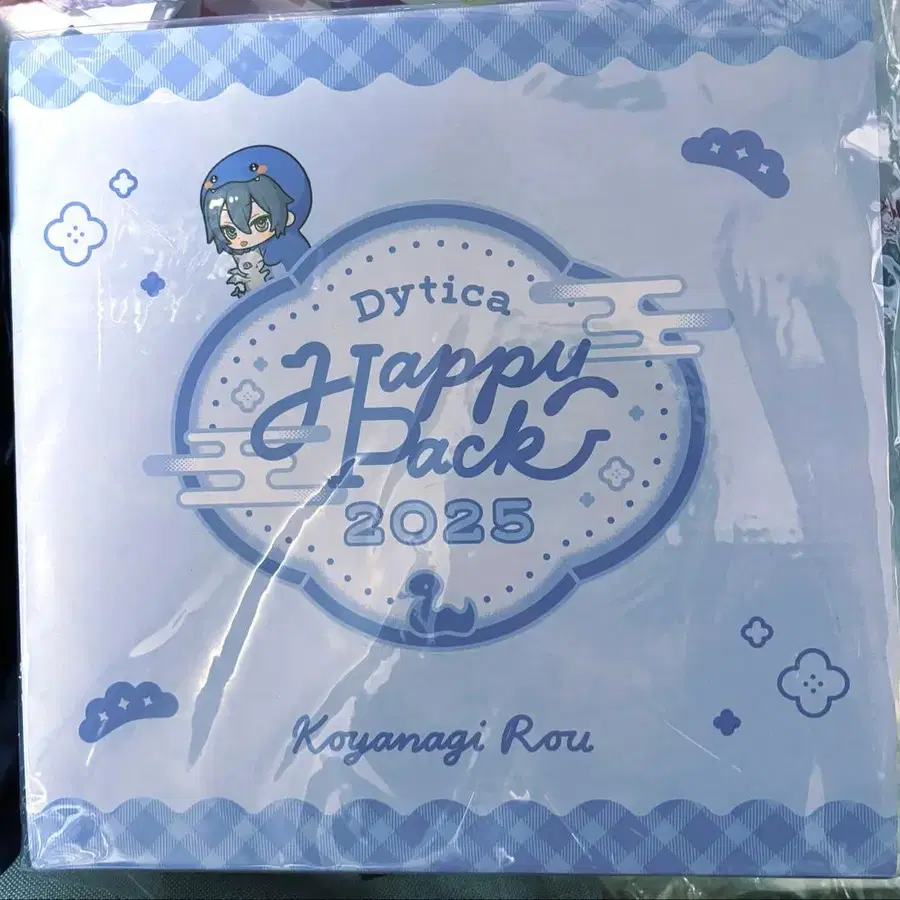 Dytica
Happy
Pack
2025
Koyanagi Rou